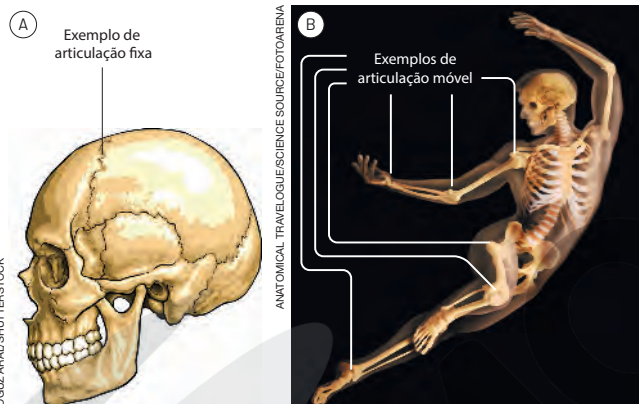 A
Exemplo de
articulação fixa
ANATOMICAL TRAVELOGUE/SCIENCE SOURCE/FOTOARENA
B
Exemplos de
articulação móvel